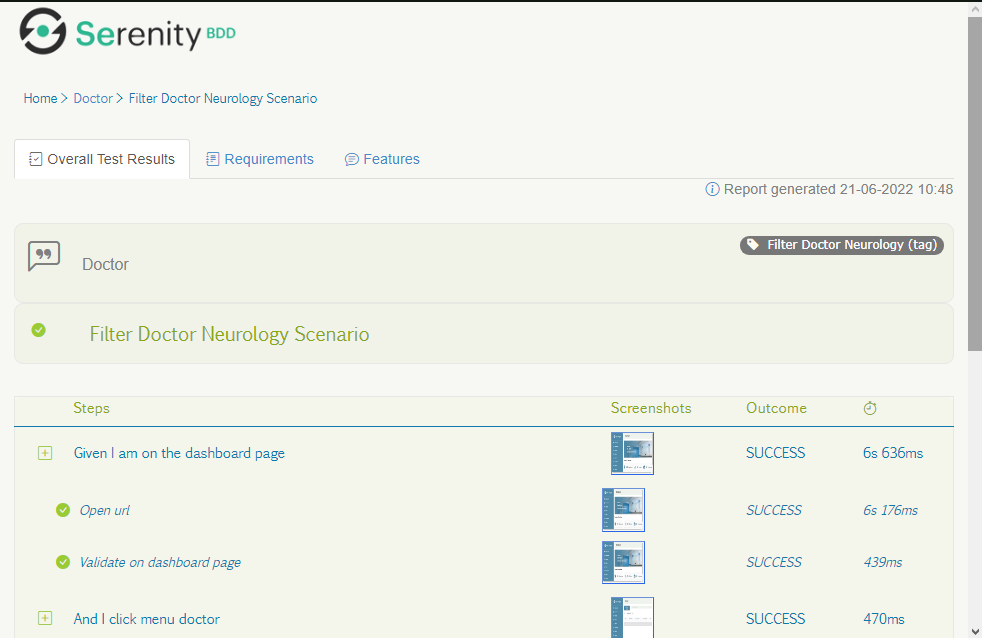 Serenity BDD
Home > Doctor > Filter Doctor Neurology Scenario
Overall Test Results Requirements Features
Report generated 21-06-2022 10:48
Filter Doctor Neurology (tag)
Doctor
Filter Doctor Neurology Scenario
Steps Screenshots Outcome
Given I am on the dashboard page SUCCESS 6s 636ms
Open url SUCCESS 6s 176ms
Validate on dashboard page SUCCESS 439ms
And I click menu doctor SUCCESS 470ms